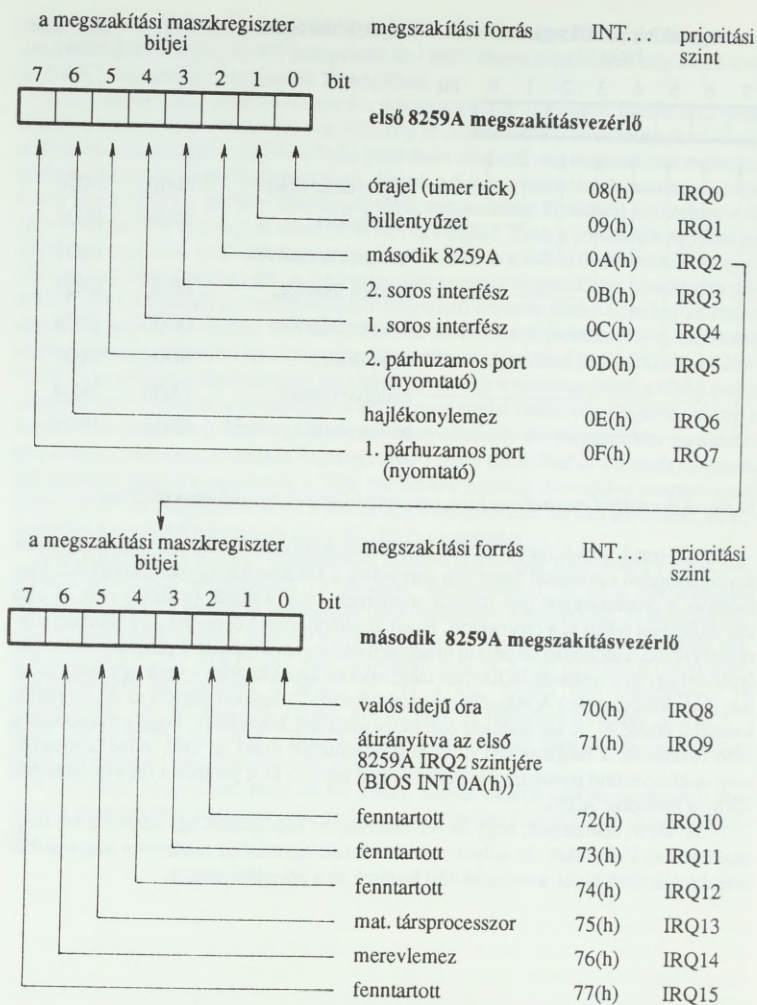 a megszakítási maszkregiszter bitjei megszakítási forrás INT... prioritási szint
7 6 5 4 3 2 1 0 bit
első 8259A megszakításvezérlő
órajel (timer tick) 08(h) IRQ0
billentyűzet 09(h) IRQ1
második 8259A 0A(h) IRQ2
2. soros interfész 0B(h) IRQ3
1. soros interfész 0C(h) IRQ4
2. párhuzamos port 0D(h) IRQ5
(nyomtató)
hajlékonylemez 0E(h) IRQ6
1. párhuzamos port 0F(h) IRQ7
(nyomtató)
a megszakítási maszkregiszter bitjei megszakítási forrás INT... prioritási szint
7 6 5 4 3 2 1 0 bit
második 8259A megszakításvezérlő
valós idejű óra 70(h) IRQ8
átirányítva az első 71(h) IRQ9
8259A IRQ2 szintjére
(BIOS INT 0A(h))
fenntartott 72(h) IRQ10
fenntartott 73(h) IRQ11
fenntartott 74(h) IRQ12
mat. társprocesszor 75(h) IRQ13
merevlemez 76(h) IRQ14
fenntartott 77(h) IRQ15